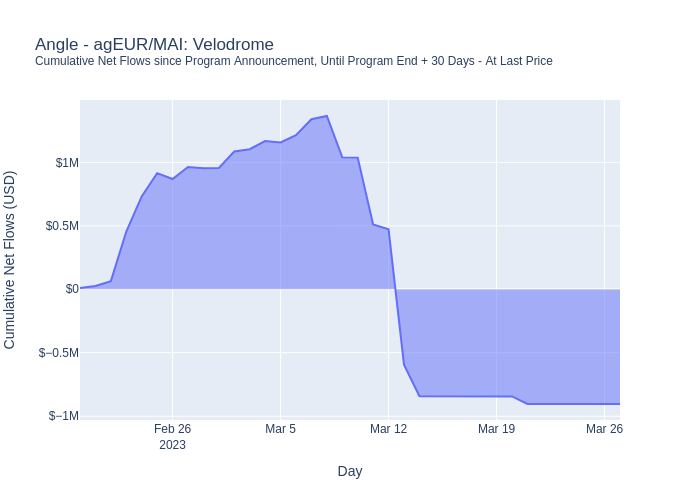 Angle - agEUR/MAI: Velodrome
Cumulative Net Flows since Program Announcement, Until Program End + 30 Days - At Last Price
Cumulative Net Flows (USD)
$1M
$0.5M
$0
$−0.5M
$−1M
Feb 26
2023
Mar 5
Mar 12
Mar 19
Mar 26
Day